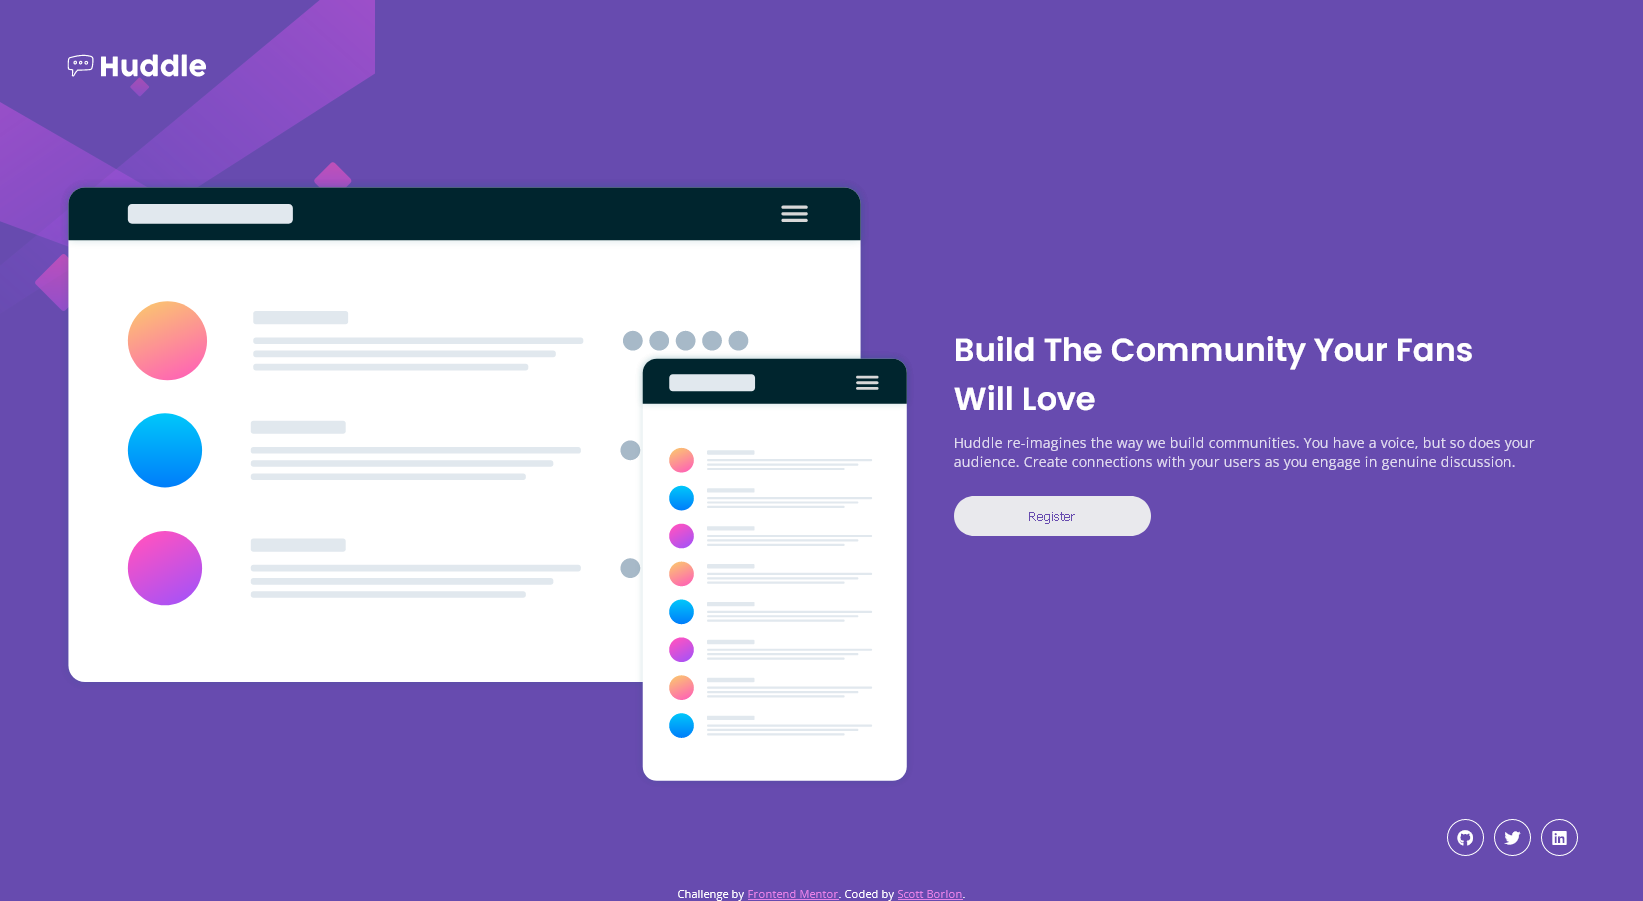 Huddle
Build The Community Your Fans
Will Love
Huddle re-imagines the way we build communities. You have a voice, but so does your
audience. Create connections with your users as you engage in genuine discussion.
Register
Challenge by Frontend Mentor. Coded by Scott Borlon.